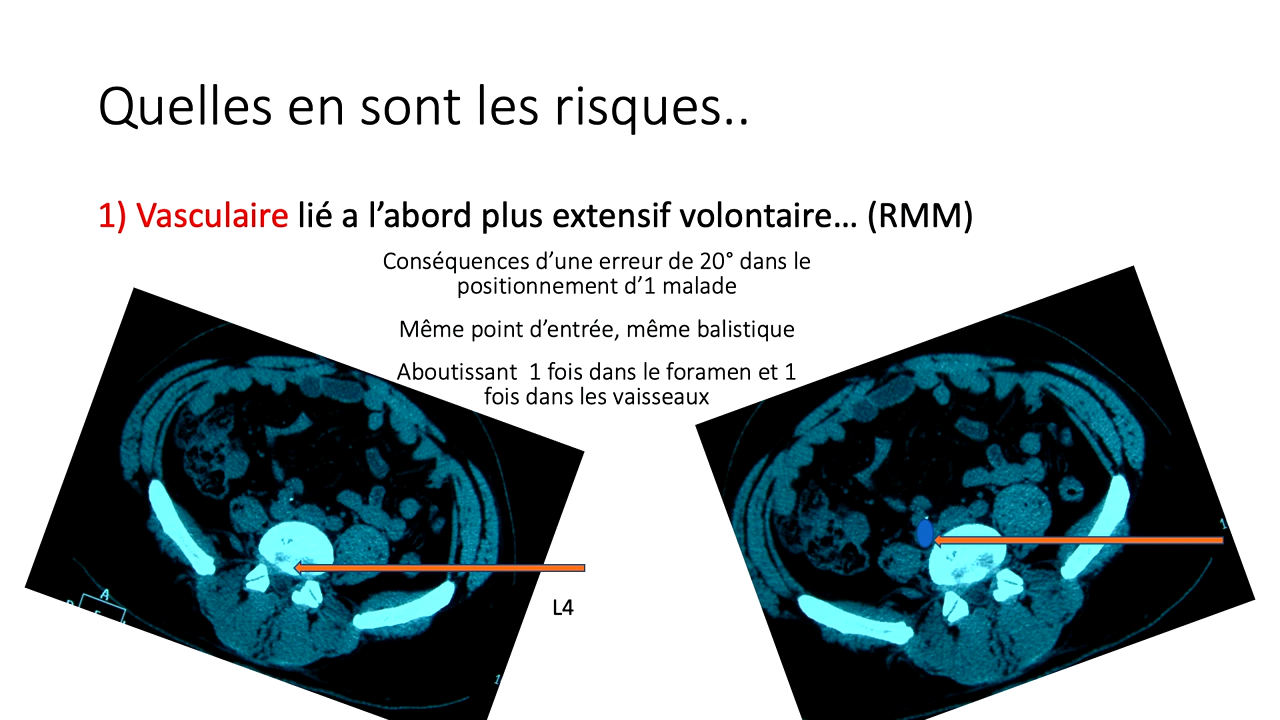 Quelles en sont les risques..
1) Vasculaire lié a l’abord plus extensif volontaire… (RMM)
Conséquences d’une erreur de 20° dans le
positionnement d’1 malade
Même point d’entrée, même balistique
Aboutissant 1 fois dans le foramen et 1
fois dans les vaisseaux
L4
A
1
1